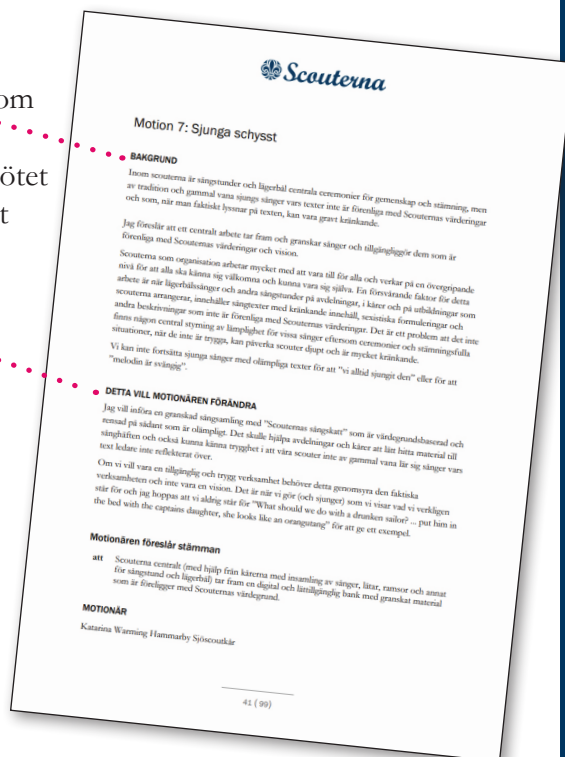 om
ötet
t
Scouterna
Motion 7: Sjunga schysst
BAKGRUND
Inom scouterna är sångstunder och lägerbål centrala ceremonier för gemenskap och stämning, men
av tradition och gammal vana sjungs sånger vars texter inte är förenliga med Scouternas värderingar
och som, när man faktiskt lyssnar på texten, kan vara gravt kränkande.
Jag föreslår att ett centralt arbete tar fram och granskar sånger och tillgängliggör dem som är
förenliga med Scouternas värderingar och vision.
Scouterna som organisation arbetar mycket med att vara till för alla och verkar på en övergripande
nivå för att alla ska känna sig välkomna och kunna vara sig själva. En försvårande faktor för detta
arbete är när lägerbålssånger och andra sångstunder på avdelningar, i kårer och på utbildningar som
scouterna arrangerar, innehåller sångtexter med kränkande innehåll, sexistiska formuleringar och
andra beskrivningar som inte är förenliga med Scouternas värderingar. Det är ett problem att det inte
finns någon central styrning av lämplighet för vissa sånger eftersom ceremonier och stämningsfulla
situationer, när de inte är trygga, kan påverka scouter djupt och är mycket kränkande.
Vi kan inte fortsätta sjunga sånger med olämpliga texter för att "vi alltid sjungit den" eller för att
"melodin är svängig".
DETTA VILL MOTIONÄREN FÖRÄNDRA
Jag vill införa en granskad sångsamling med "Scouternas sångskatt" som är värdegrundsbaserad och
rensad på sådant som är olämpligt. Det skulle hjälpa avdelningar och kårer att lätt hitta material till
sånghäften och också kunna känna trygghet i att våra scouter inte av gammal vana lär sig sånger vars
text ledare inte reflekterat över.
Om vi vill vara en tillgänglig och trygg verksamhet behöver detta genomsyra den faktiska
verksamheten och inte vara en vision. Det är när vi gör (och sjunger) som vi visar vad vi verkligen
står för och jag hoppas att vi aldrig står för "What should we do with a drunken sailor? ... put him in
the bed with the captains daughter, she looks like an orangutang" för att ge ett exempel.
Motionären föreslår stämman
att Scouterna centralt (med hjälp från kårerna med insamling av sånger, låtar, ramsor och annat
för sångstund och lägerbål) tar fram en digital och lättillgänglig bank med granskat material
som är föreligger med Scouternas värdegrund.
MOTIONÄR
Katarina Warming Hammarby Sjöscoutkår
41 ( 99)